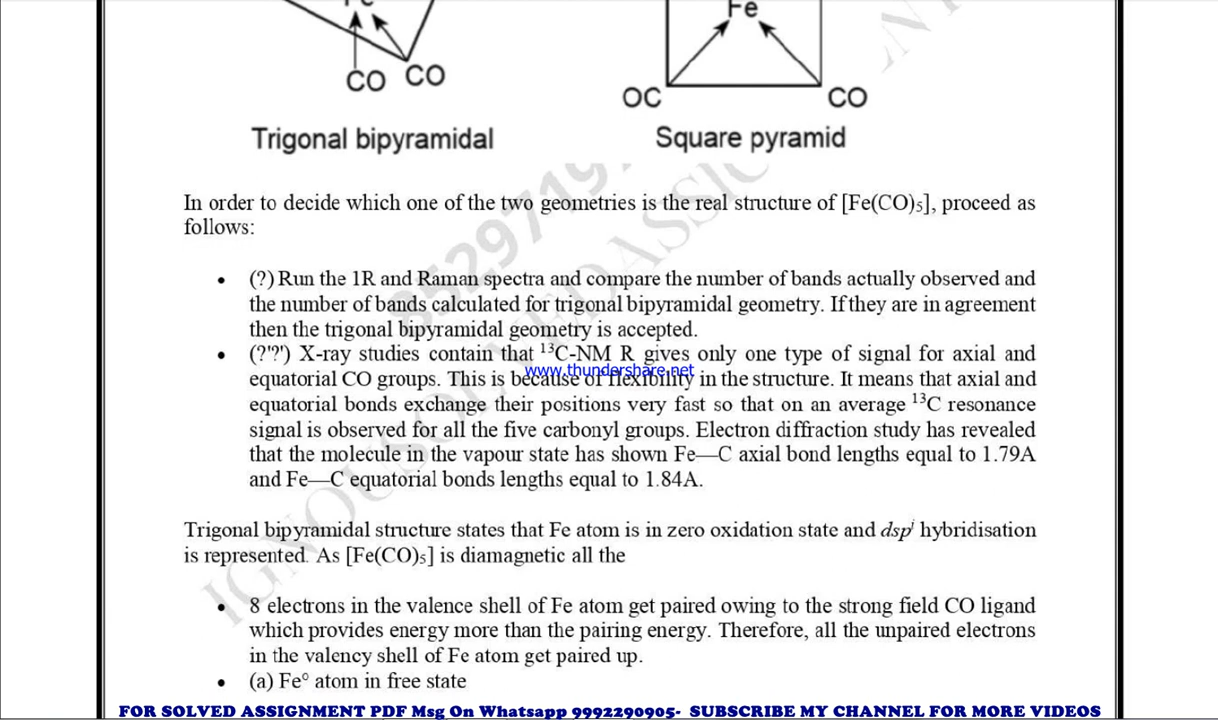 Fe
CO CO
OC CO
Trigonal bipyramidal Square pyramid
In order to decide which one of the two geometries is the real structure of [Fe(CO)₅], proceed as
follows:
• (?) Run the 1R and Raman spectra and compare the number of bands actually observed and
the number of bands calculated for trigonal bipyramidal geometry. If they are in agreement
then the trigonal bipyramidal geometry is accepted.
• (?'?') X-ray studies contain that ¹³C-NM R gives only one type of signal for axial and
www.thundershare.net
equatorial CO groups. This is because of flexibility in the structure. It means that axial and
equatorial bonds exchange their positions very fast so that on an average ¹³C resonance
signal is observed for all the five carbonyl groups. Electron diffraction study has revealed
that the molecule in the vapour state has shown Fe—C axial bond lengths equal to 1.79A
and Fe—C equatorial bonds lengths equal to 1.84A.
Trigonal bipyramidal structure states that Fe atom is in zero oxidation state and dspⁱ hybridisation
is represented. As [Fe(CO)₅] is diamagnetic all the
• 8 electrons in the valence shell of Fe atom get paired owing to the strong field CO ligand
which provides energy more than the pairing energy. Therefore, all the unpaired electrons
in the valency shell of Fe atom get paired up.
• (a) Fe° atom in free state
FOR SOLVED ASSIGNMENT PDF Msg On Whatsapp 9992290905- SUBSCRIBE MY CHANNEL FOR MORE VIDEOS